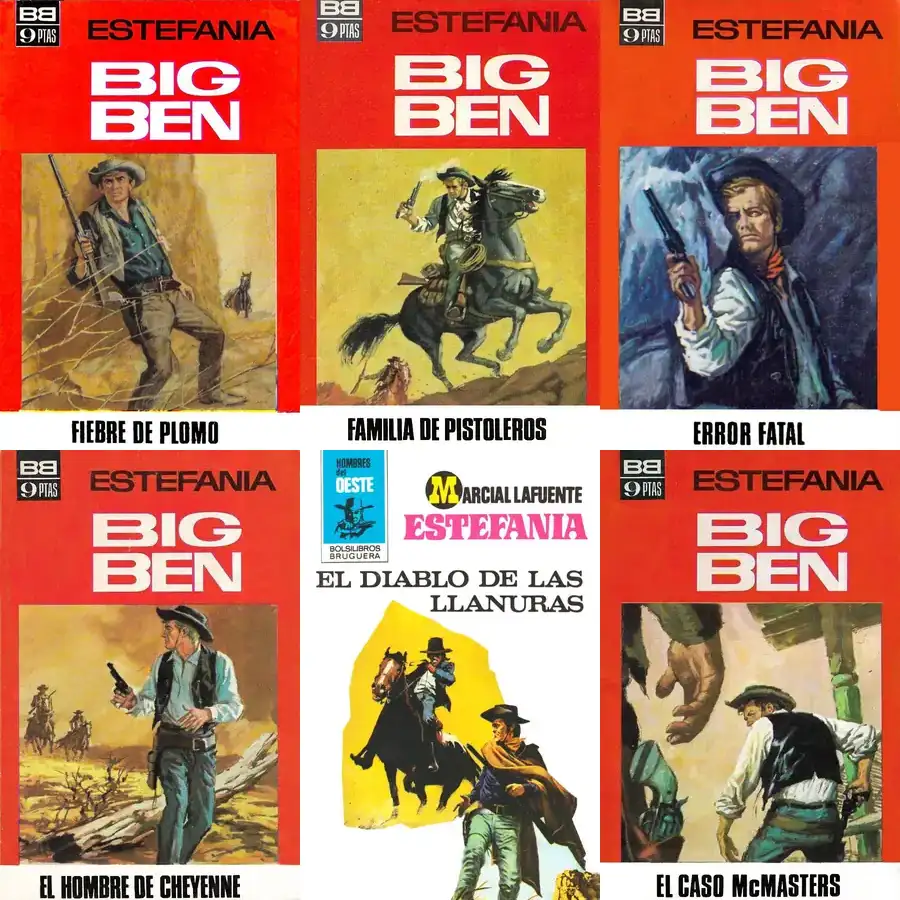 BB
9 PTAS
ESTEFANIA
BIG
BEN
FIEBRE DE PLOMO
BB
9 PTAS
ESTEFANIA
BIG
BEN
FAMILIA DE PISTOLEROS
BB
9 PTAS
ESTEFANIA
BIG
BEN
ERROR FATAL
BB
9 PTAS
ESTEFANIA
BIG
BEN
EL HOMBRE DE CHEYENNE
HOMBRES
del
OESTE
BOLSILIBROS
BRUGUERA
MARCIAL LAFUENTE
ESTEFANIA
EL DIABLO DE LAS
LLANURAS
BB
9 PTAS
ESTEFANIA
BIG
BEN
EL CASO McMASTERS